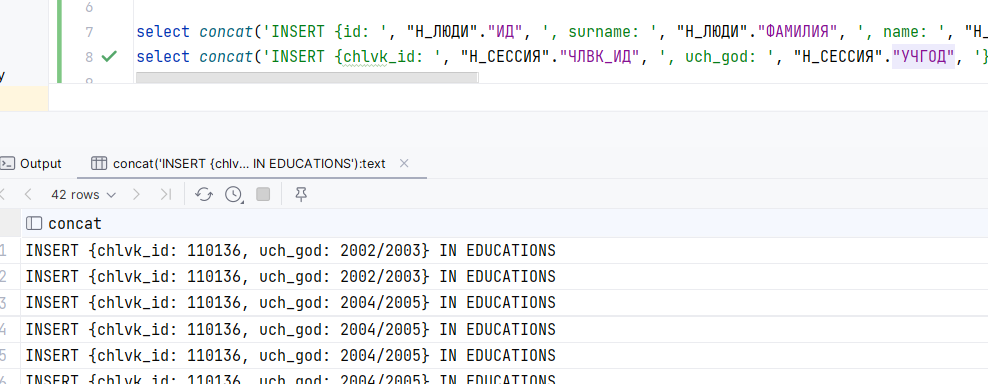 6
7 select concat('INSERT {id: ', "Н_ЛЮДИ"."ИД", ', surname: ', "Н_ЛЮДИ"."ФАМИЛИЯ", ', name: ', "Н_
8 select concat('INSERT {chlvk_id: ', "Н_СЕССИЯ"."ЧЛВК_ИД", ', uch_god: ', "Н_СЕССИЯ"."УЧГОД", '}
y
Output concat('INSERT {chlv... IN EDUCATIONS'):text
42 rows
concat
1 INSERT {chlvk_id: 110136, uch_god: 2002/2003} IN EDUCATIONS
2 INSERT {chlvk_id: 110136, uch_god: 2002/2003} IN EDUCATIONS
3 INSERT {chlvk_id: 110136, uch_god: 2004/2005} IN EDUCATIONS
4 INSERT {chlvk_id: 110136, uch_god: 2004/2005} IN EDUCATIONS
5 INSERT {chlvk_id: 110136, uch_god: 2004/2005} IN EDUCATIONS
6 INSERT {chlvk_id: 110136, uch_god: 2004/2005} IN EDUCATIONS